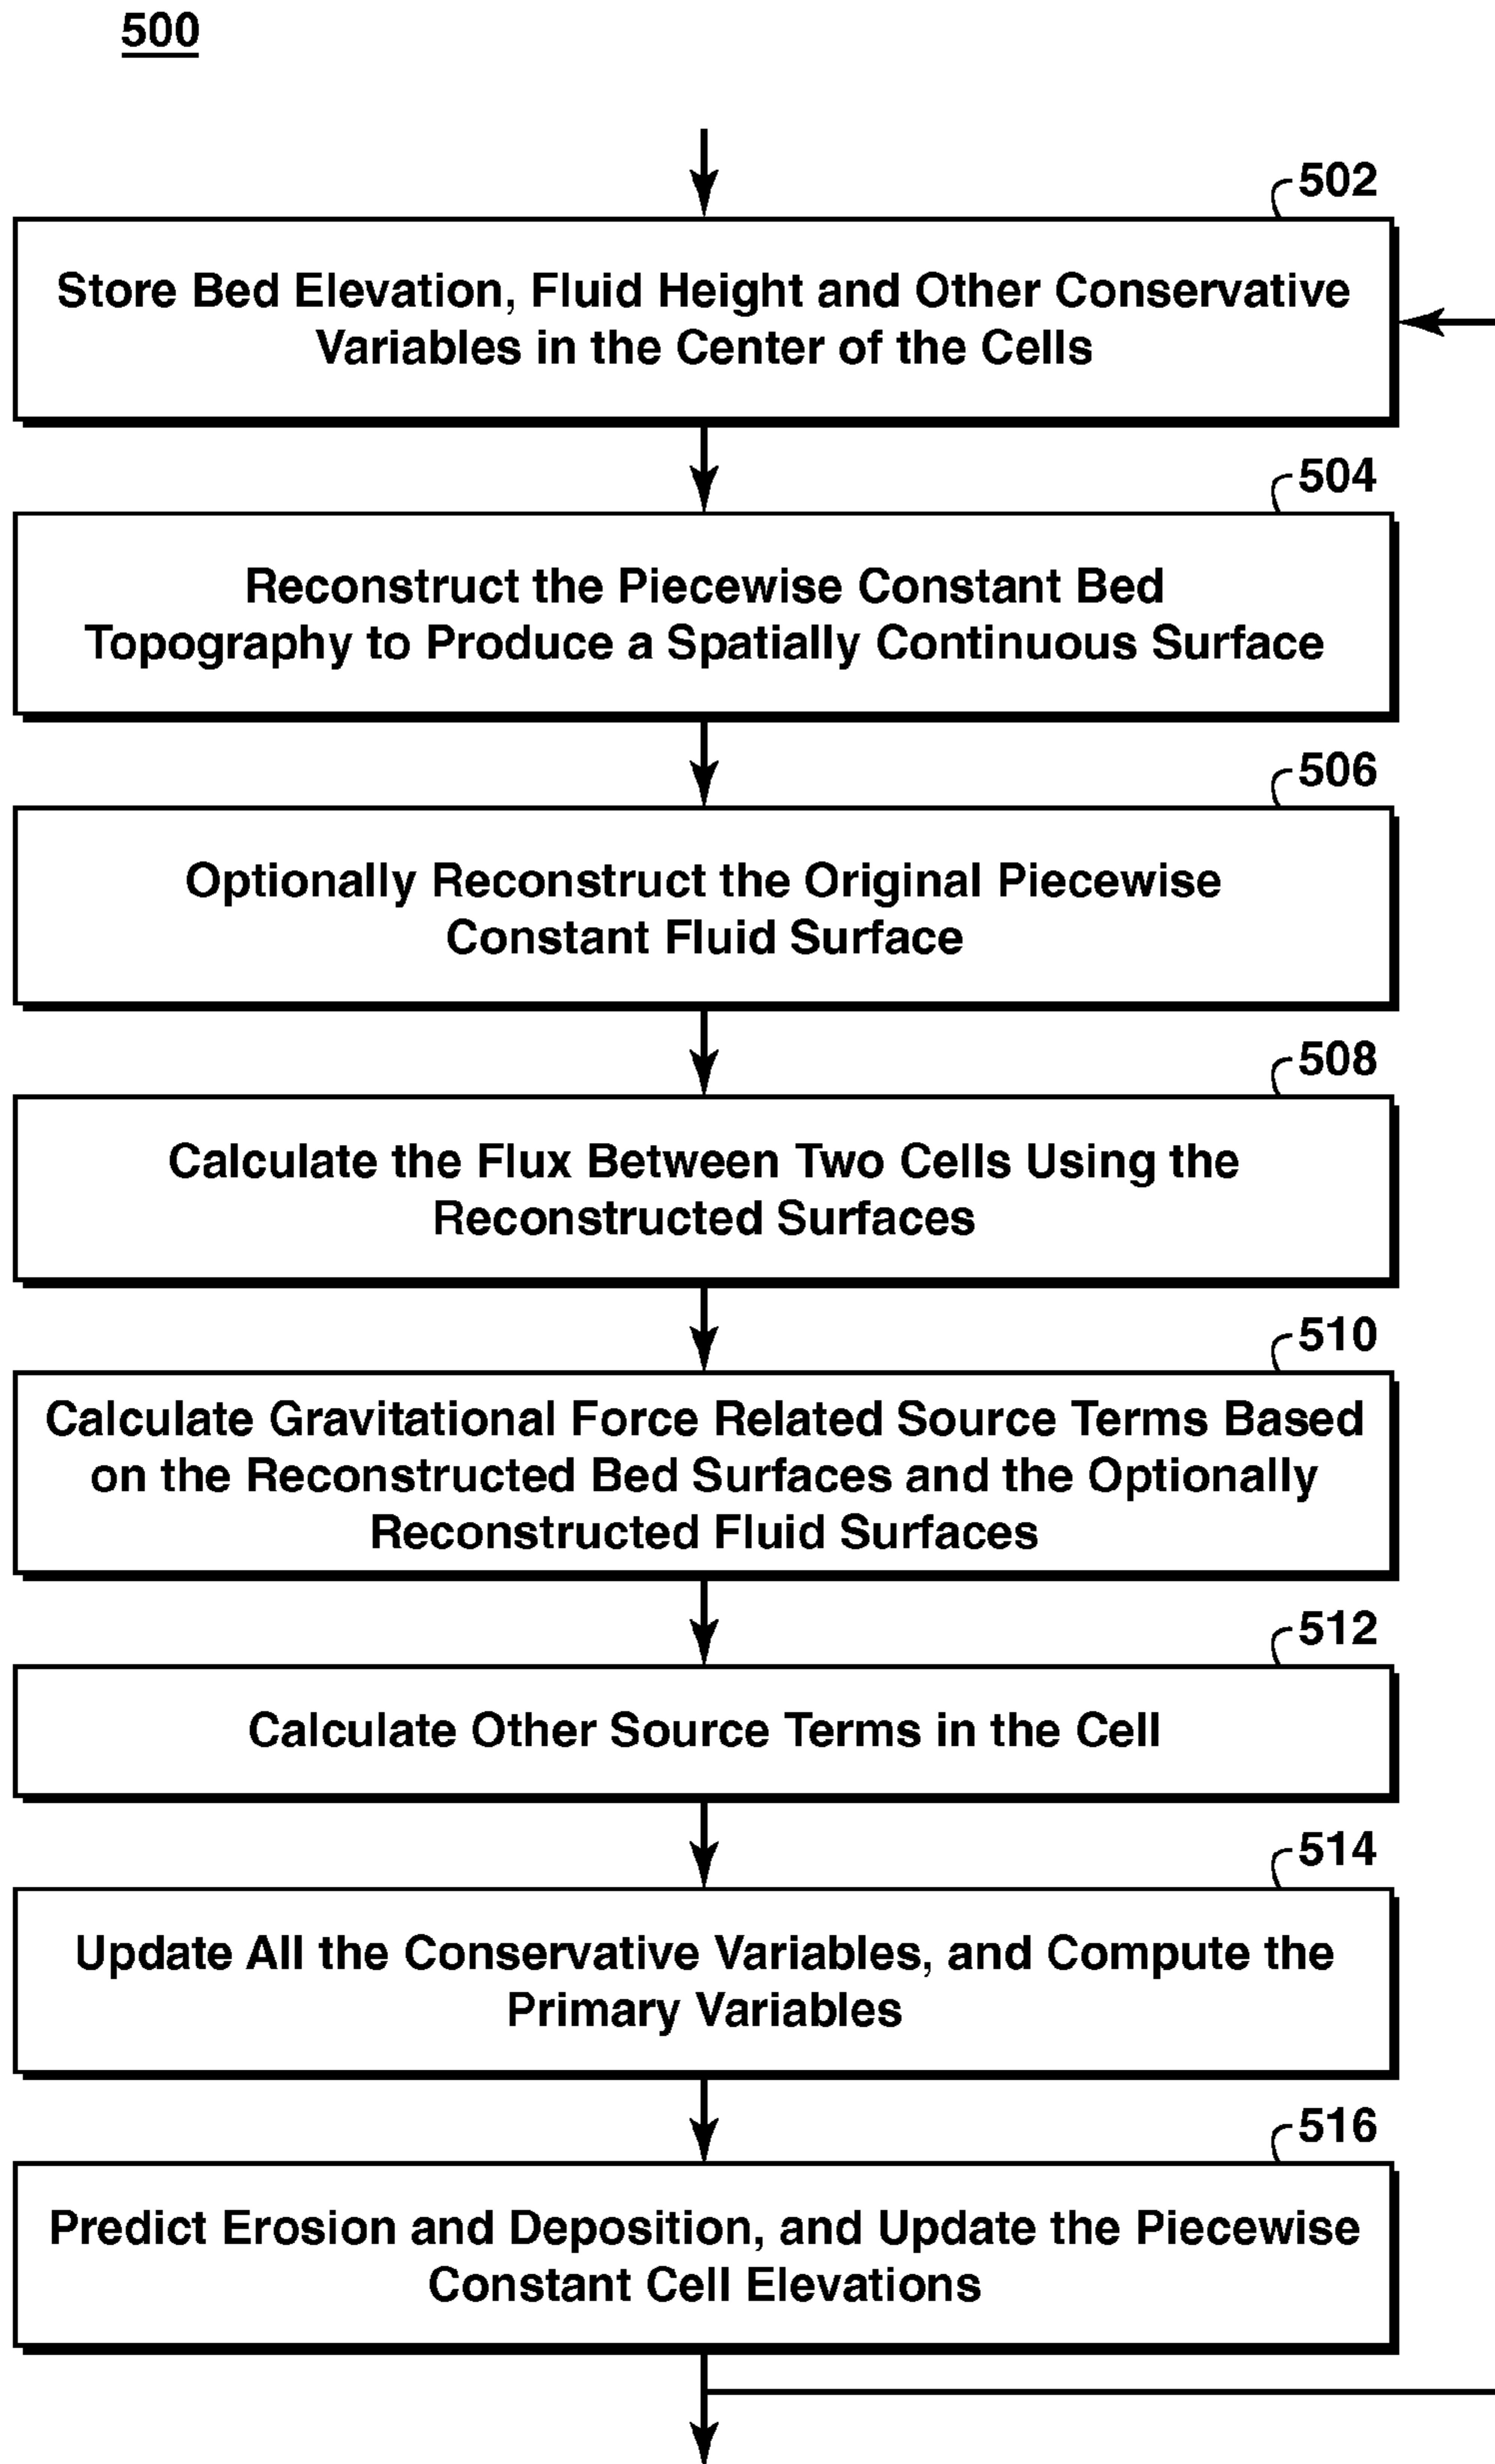 500
502
Store Bed Elevation, Fluid Height and Other Conservative
Variables in the Center of the Cells
504
Reconstruct the Piecewise Constant Bed
Topography to Produce a Spatially Continuous Surface
506
Optionally Reconstruct the Original Piecewise
Constant Fluid Surface
508
Calculate the Flux Between Two Cells Using the
Reconstructed Surfaces
510
Calculate Gravitational Force Related Source Terms Based
on the Reconstructed Bed Surfaces and the Optionally
Reconstructed Fluid Surfaces
512
Calculate Other Source Terms in the Cell
514
Update All the Conservative Variables, and Compute the
Primary Variables
516
Predict Erosion and Deposition, and Update the Piecewise
Constant Cell Elevations